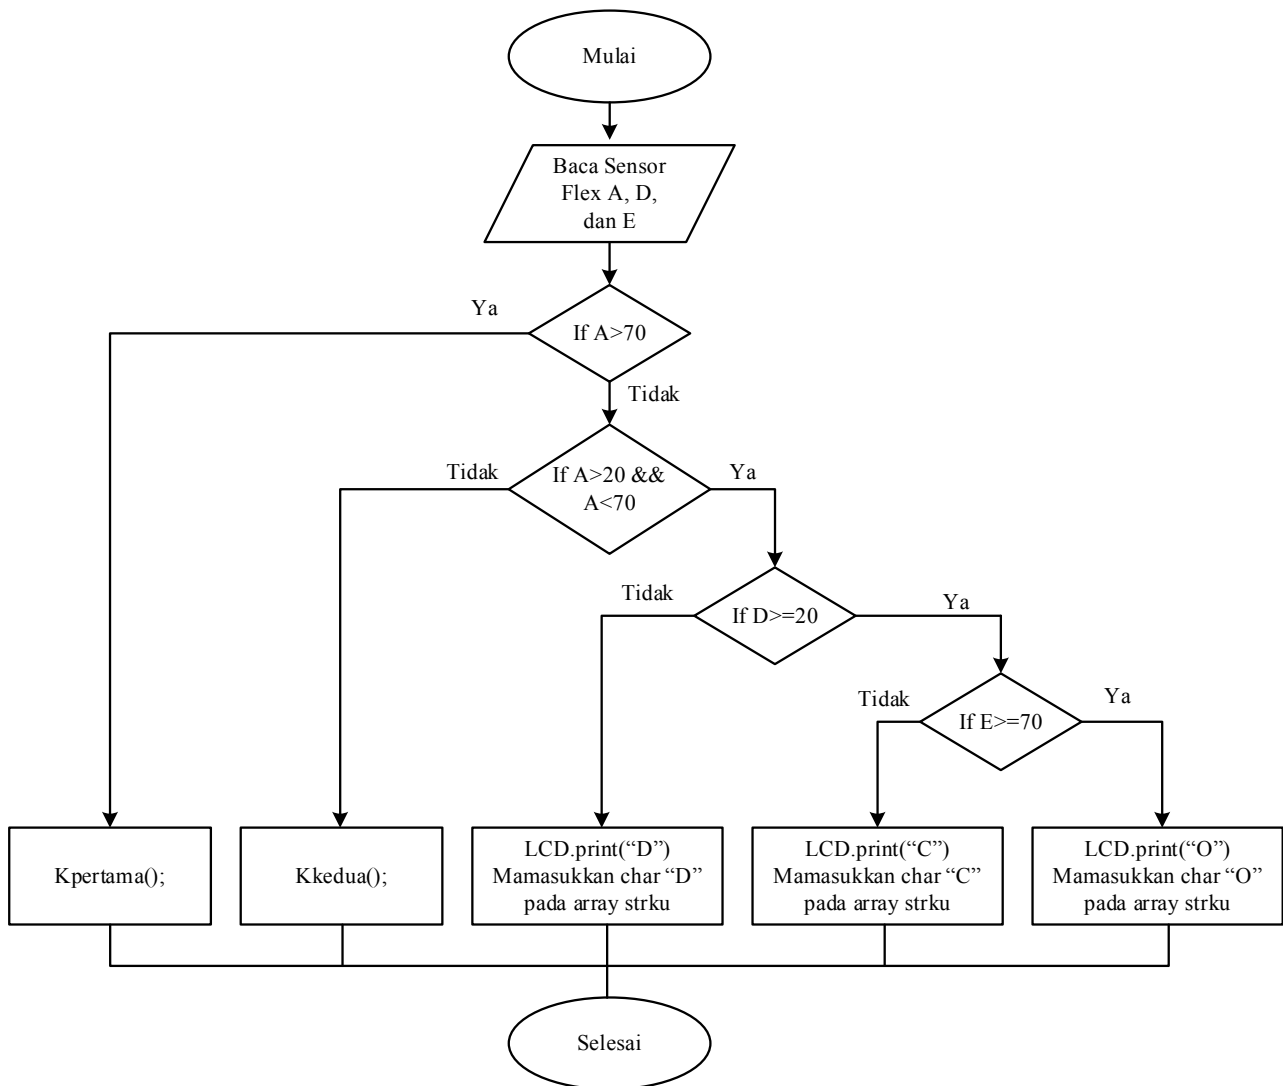 Mulai
Baca Sensor
Flex A, D,
dan E
Ya
If A>70
Tidak
Tidak
If A>20 &&
A<70
Ya
Tidak
If D>=20
Ya
Tidak
If E>=70
Ya
Kpertama();
Kkedua();
LCD.print(“D”)
Mamasukkan char “D”
pada array strku
LCD.print(“C”)
Mamasukkan char “C”
pada array strku
LCD.print(“O”)
Mamasukkan char “O”
pada array strku
Selesai